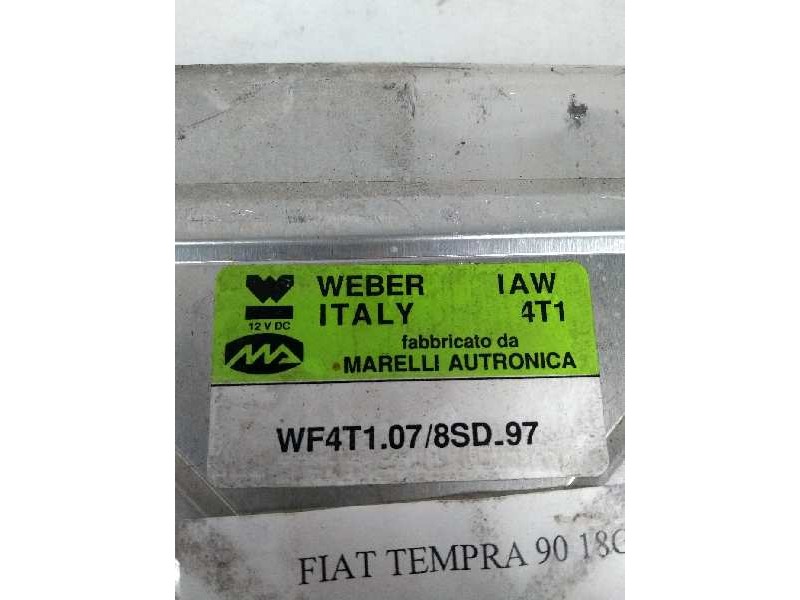 WEBER IAW
ITALY 4T1
12 V DC
fabbricato da
MARELLI AUTRONICA
WF4T1.07/8SD.97
FIAT TEMPRA 90 18